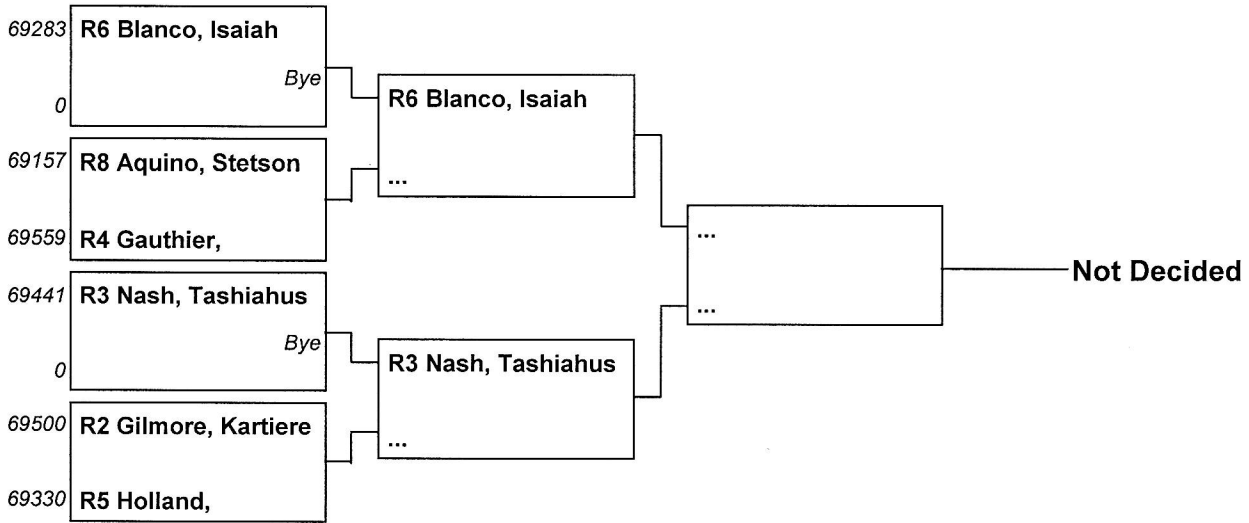 69283 R6 Blanco, Isaiah
Bye
0
69157 R8 Aquino, Stetson
69559 R4 Gauthier,
69441 R3 Nash, Tashiahus
Bye
0
69500 R2 Gilmore, Kartiere
69330 R5 Holland,
R6 Blanco, Isaiah
...
R3 Nash, Tashiahus
...
...
...
Not Decided